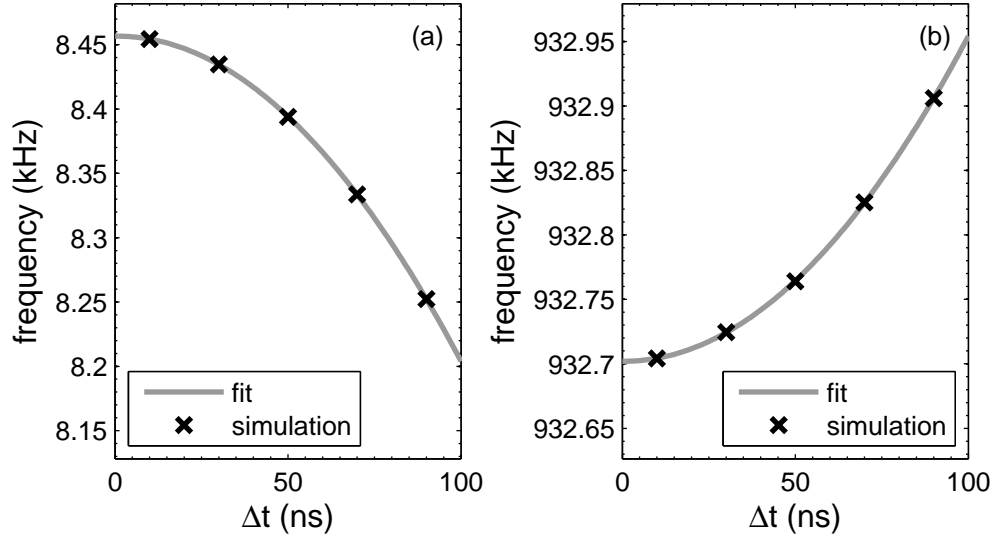 (a)
frequency (kHz)
8.45
8.4
8.35
8.3
8.25
8.2
8.15
fit
simulation
0
50
100
Δt (ns)
(b)
frequency (kHz)
932.95
932.9
932.85
932.8
932.75
932.7
932.65
fit
simulation
0
50
100
Δt (ns)